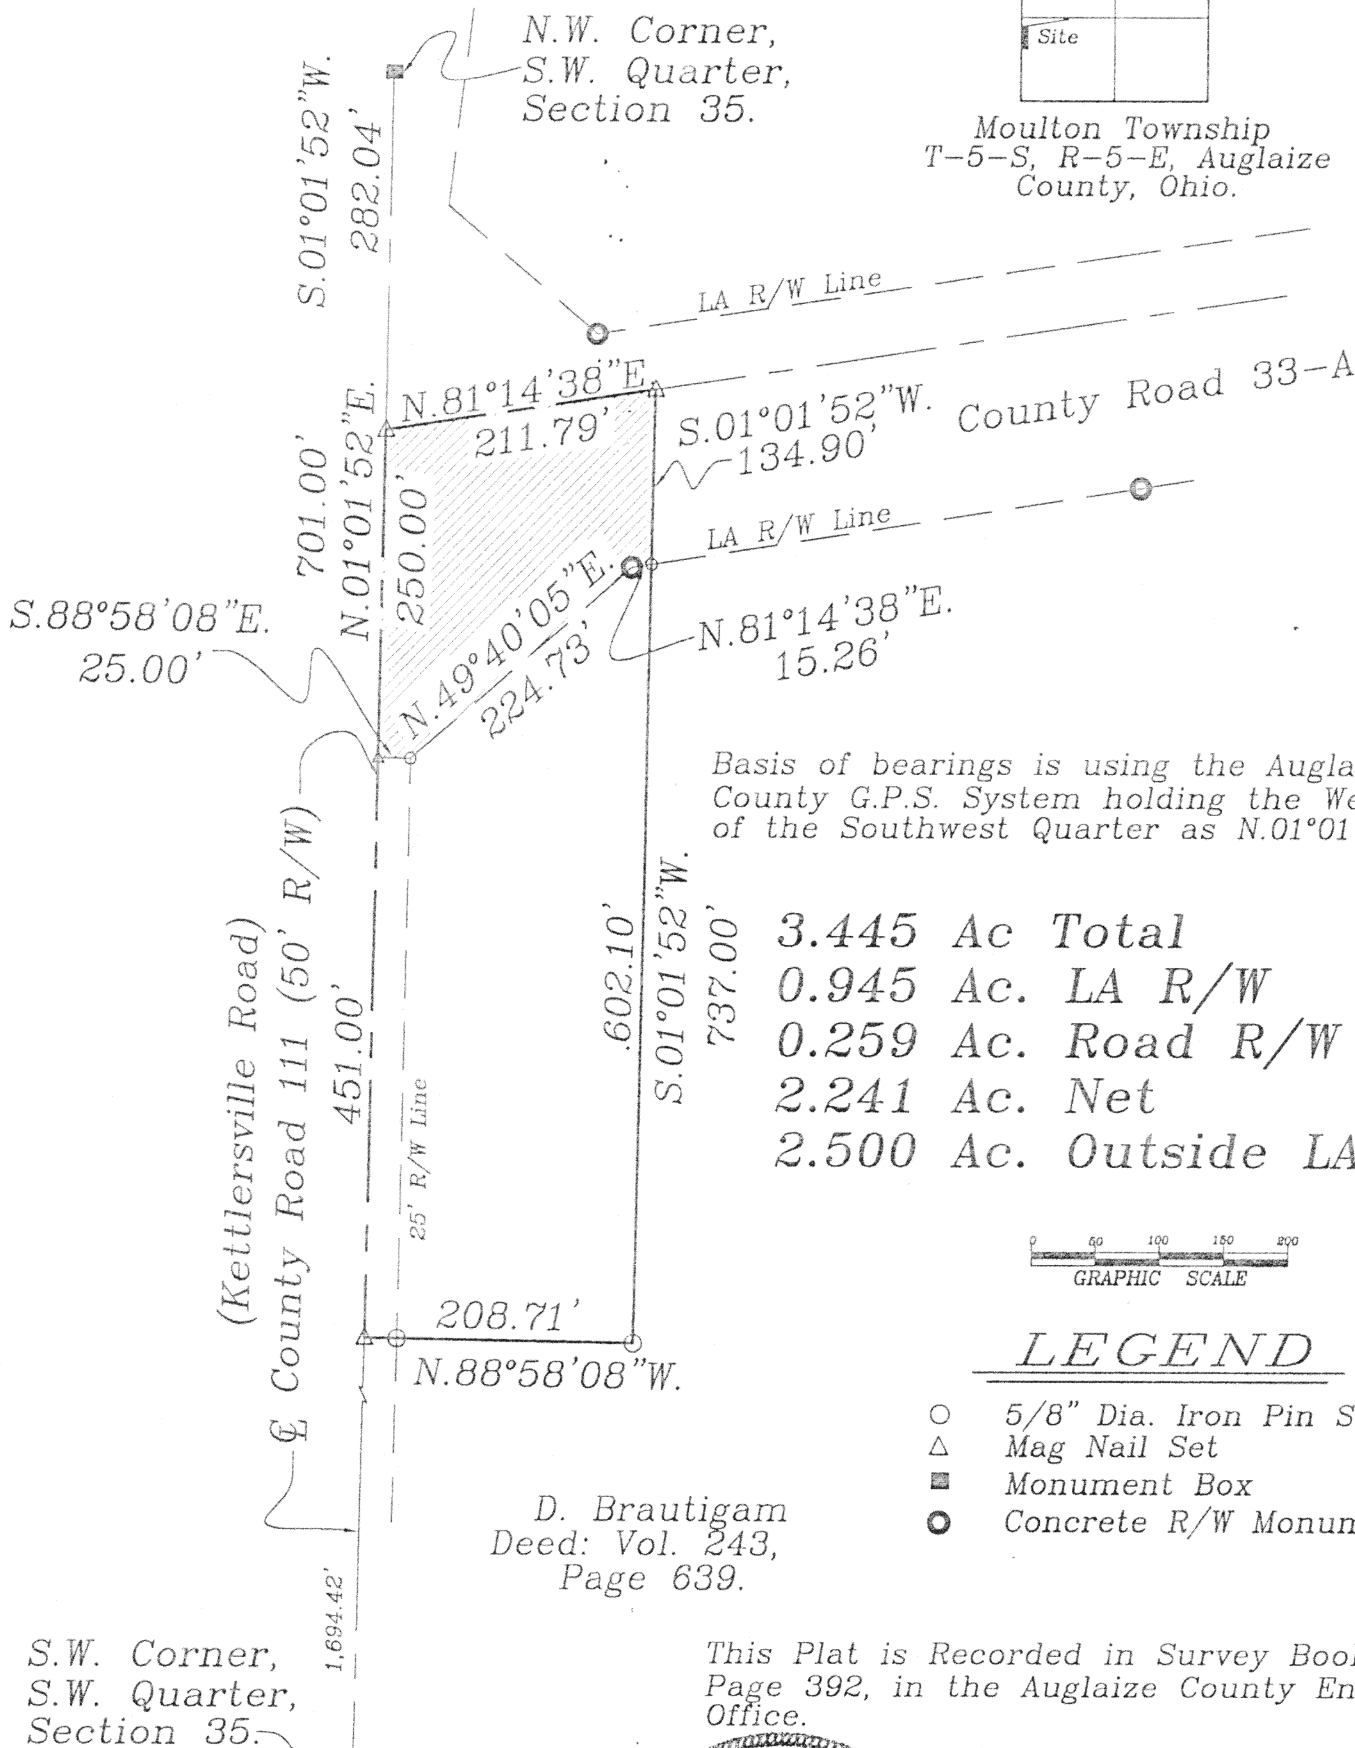 N.W. Corner,
S.W. Quarter,
Section 35.
Site
Moulton Township
T-5-S, R-5-E, Auglaize
County, Ohio.
S.01°01'52"W.
282.04'
LA R/W Line
N.81°14'38"E.
211.79'
S.01°01'52"W.
134.90'
County Road 33-A
701.00'
N.01°01'52"E.
250.00'
LA R/W Line
S.88°58'08"E.
25.00'
N.49°40'05"E.
224.73'
N.81°14'38"E.
15.26'
Basis of bearings is using the Augla
County G.P.S. System holding the We
of the Southwest Quarter as N.01°01
(Kettlersville Road)
℄ County Road 111 (50' R/W)
451.00'
25' R/W Line
602.10'
S.01°01'52"W.
737.00'
3.445 Ac Total
0.945 Ac. LA R/W
0.259 Ac. Road R/W
2.241 Ac. Net
2.500 Ac. Outside LA
0 50 100 150 200
GRAPHIC SCALE
208.71'
N.88°58'08"W.
LEGEND
5/8" Dia. Iron Pin S
Mag Nail Set
Monument Box
Concrete R/W Monum
D. Brautigam
Deed: Vol. 243,
Page 639.
1,694.42'
S.W. Corner,
S.W. Quarter,
Section 35.
This Plat is Recorded in Survey Book
Page 392, in the Auglaize County En
Office.